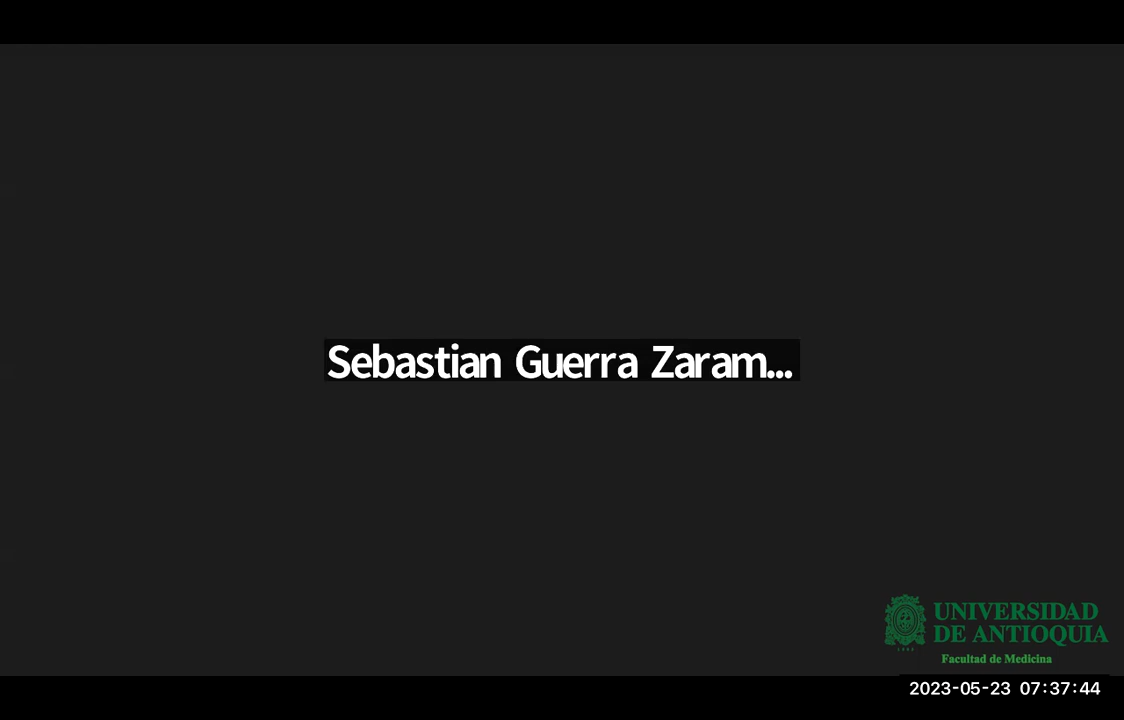 Sebastian Guerra Zaram...
UNIVERSIDAD
DE ANTIOQUIA
Facultad de Medicina
2023-05-23 07:37:44